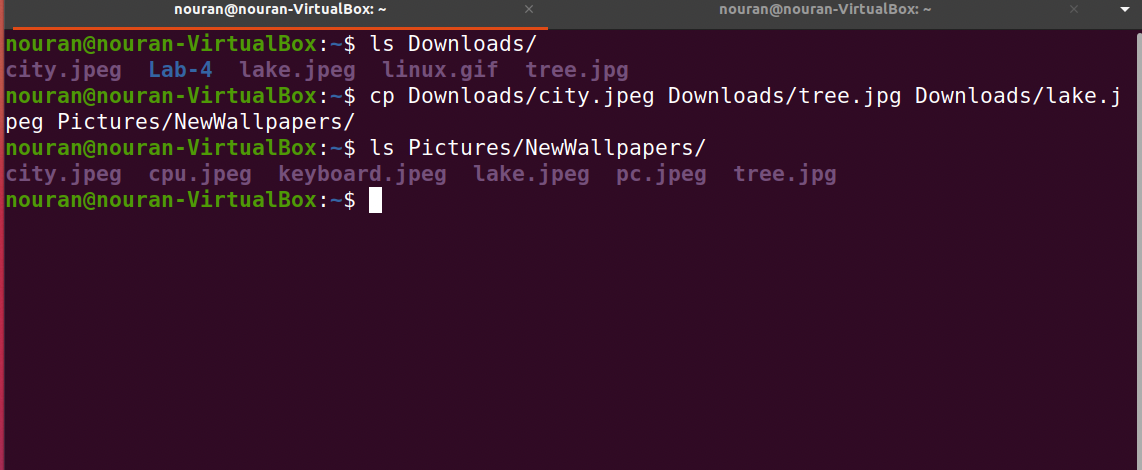 nouran@nouran-VirtualBox: ~ × nouran@nouran-VirtualBox: ~ ×
nouran@nouran-VirtualBox:~$ ls Downloads/
city.jpeg  Lab-4  lake.jpeg  linux.gif  tree.jpg
nouran@nouran-VirtualBox:~$ cp Downloads/city.jpeg Downloads/tree.jpg Downloads/lake.j
peg Pictures/NewWallpapers/
nouran@nouran-VirtualBox:~$ ls Pictures/NewWallpapers/
city.jpeg  cpu.jpeg  keyboard.jpeg  lake.jpeg  pc.jpeg  tree.jpg
nouran@nouran-VirtualBox:~$